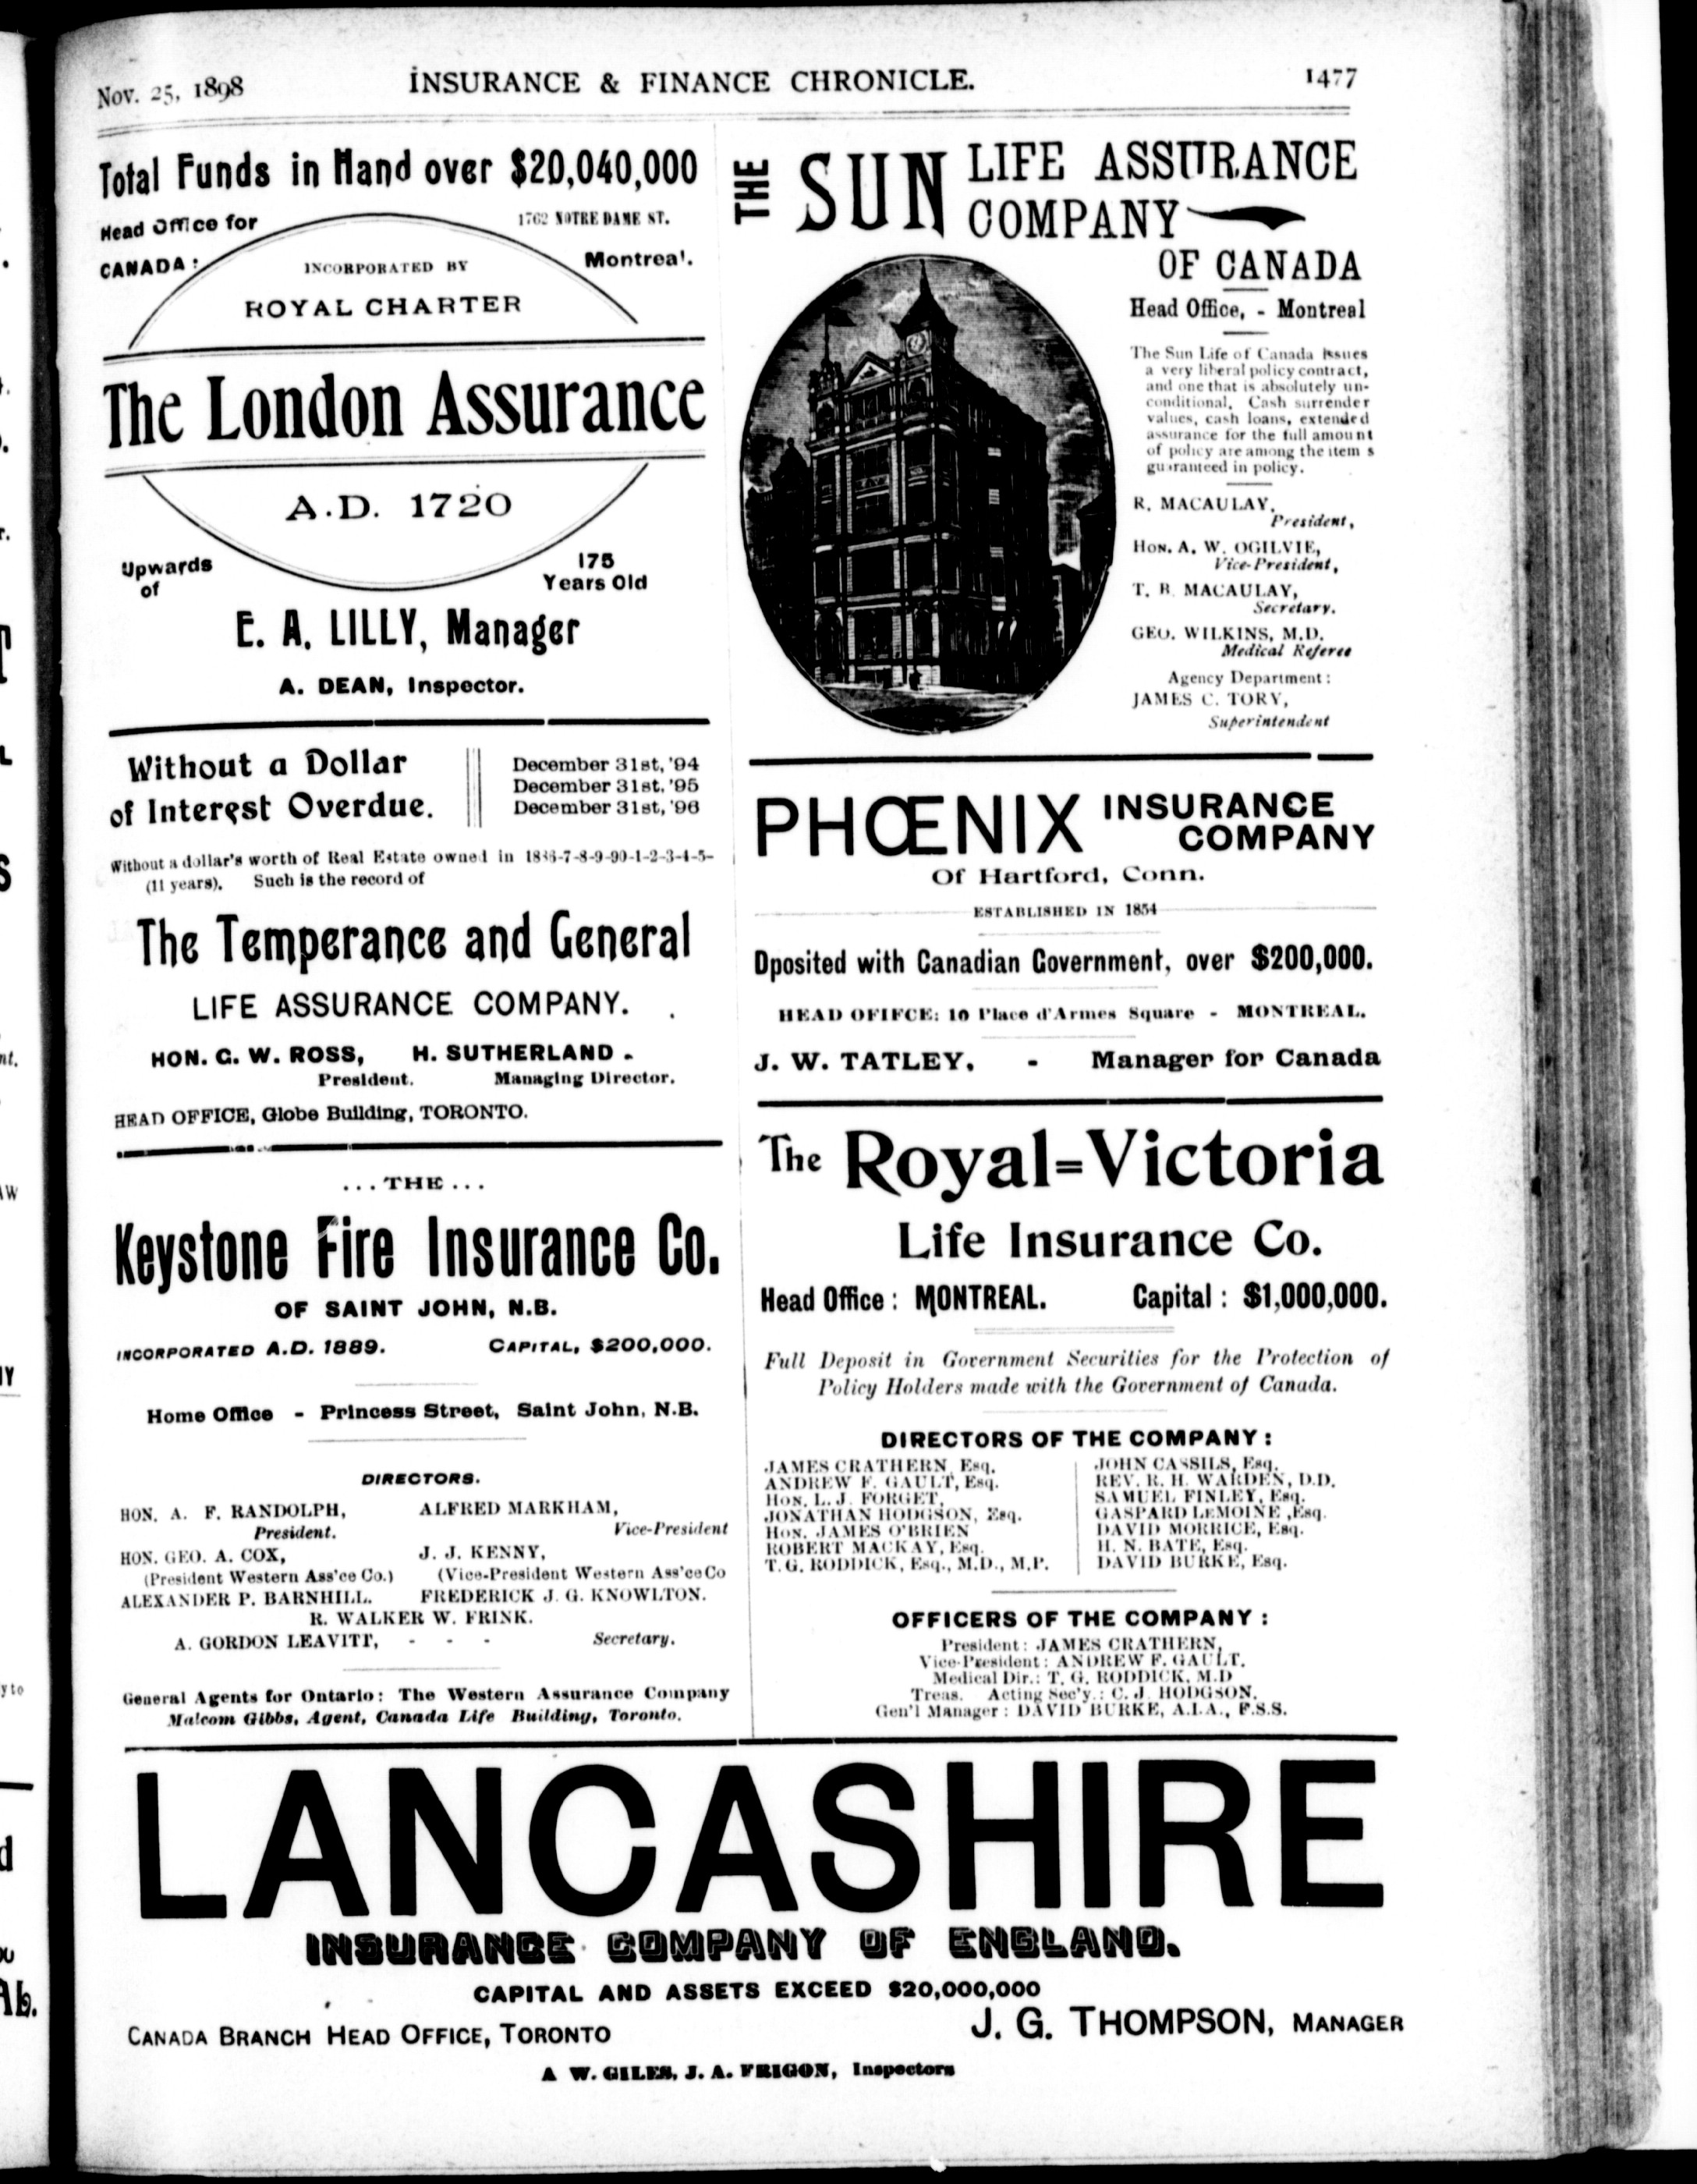 Nov. 25, 1898 INSURANCE & FINANCE CHRONICLE. 1477
Total Funds in Hand over $20,040,000
Head Office for
CANADA:
1762 NOTRE DAME ST.
Montreal.
INCORPORATED BY
ROYAL CHARTER
The London Assurance
A.D. 1720
Upwards
of
175
Years Old
E. A. LILLY, Manager
A. DEAN, Inspector.
Without a Dollar
of Interest Overdue.
December 31st, '94
December 31st, '95
December 31st, '96
Without a dollar's worth of Real Estate owned in 1886-7-8-9-90-1-2-3-4-5-
(11 years). Such is the record of
The Temperance and General
LIFE ASSURANCE COMPANY.
HON. G. W. ROSS, H. SUTHERLAND.
President. Managing Director.
HEAD OFFICE, Globe Building, TORONTO.
...THE...
Keystone Fire Insurance Co.
OF SAINT JOHN, N.B.
INCORPORATED A.D. 1889. CAPITAL, $200,000.
Home Office - Princess Street, Saint John, N.B.
DIRECTORS.
HON. A. F. RANDOLPH, ALFRED MARKHAM,
President. Vice-President
HON. GEO. A. COX, J. J. KENNY,
(President Western Ass'ce Co.) (Vice-President Western Ass'ce Co
ALEXANDER P. BARNHILL. FREDERICK J. G. KNOWLTON.
R. WALKER W. FRINK.
A. GORDON LEAVITT, - - - Secretary.
General Agents for Ontario: The Western Assurance Company
Malcom Gibbs, Agent, Canada Life Building, Toronto.
THE SUN LIFE ASSURANCE
COMPANY
OF CANADA
Head Office, - Montreal
The Sun Life of Canada issues
a very liberal policy contract,
and one that is absolutely un-
conditional. Cash surrender
values, cash loans, extended
assurance for the full amount
of policy are among the item s
guaranteed in policy.
R. MACAULAY,
President,
HON. A. W. OGILVIE,
Vice-President,
T. B. MACAULAY,
Secretary.
GEO. WILKINS, M.D.
Medical Referee
Agency Department:
JAMES C. TORY,
Superintendent
PHŒNIX INSURANCE
COMPANY
Of Hartford, Conn.
ESTABLISHED IN 1854
Dposited with Canadian Government, over $200,000.
HEAD OFIFCE: 10 Place d'Armes Square - MONTREAL.
J. W. TATLEY, - Manager for Canada
The Royal=Victoria
Life Insurance Co.
Head Office: MONTREAL. Capital: $1,000,000.
Full Deposit in Government Securities for the Protection of
Policy Holders made with the Government of Canada.
DIRECTORS OF THE COMPANY:
JAMES CRATHERN, Esq.
ANDREW F. GAULT, Esq.
HON. L. J. FORGET,
JONATHAN HODGSON, Esq.
HON. JAMES O'BRIEN
ROBERT MACKAY, Esq.
T. G. RODDICK, Esq., M.D., M.P.
JOHN CASSILS, Esq.
REV. R. H. WARDEN, D.D.
SAMUEL FINLEY, Esq.
GASPARD LEMOINE ,Esq.
DAVID MORRICE, Esq.
H. N. BATE, Esq.
DAVID BURKE, Esq.
OFFICERS OF THE COMPANY:
President: JAMES CRATHERN,
Vice-President: ANDREW F. GAULT.
Medical Dir.: T. G. RODDICK, M.D
Treas. Acting Sec'y.: C. J. HODGSON.
Gen'l Manager: DAVID BURKE, A.I.A., F.S.S.
LANCASHIRE
INSURANCE COMPANY OF ENGLAND.
CAPITAL AND ASSETS EXCEED $20,000,000
CANADA BRANCH HEAD OFFICE, TORONTO J. G. THOMPSON, MANAGER
A W. GILES, J. A. FRIGON, Inspectors